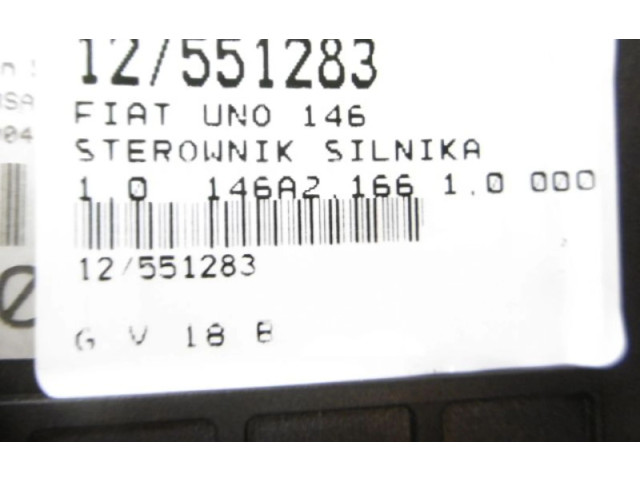 12/551283
FIAT UNO 146
STEROWNIK SILNIKA
1.0 146A2.166 1.0 000
12/551283
G V 18 B